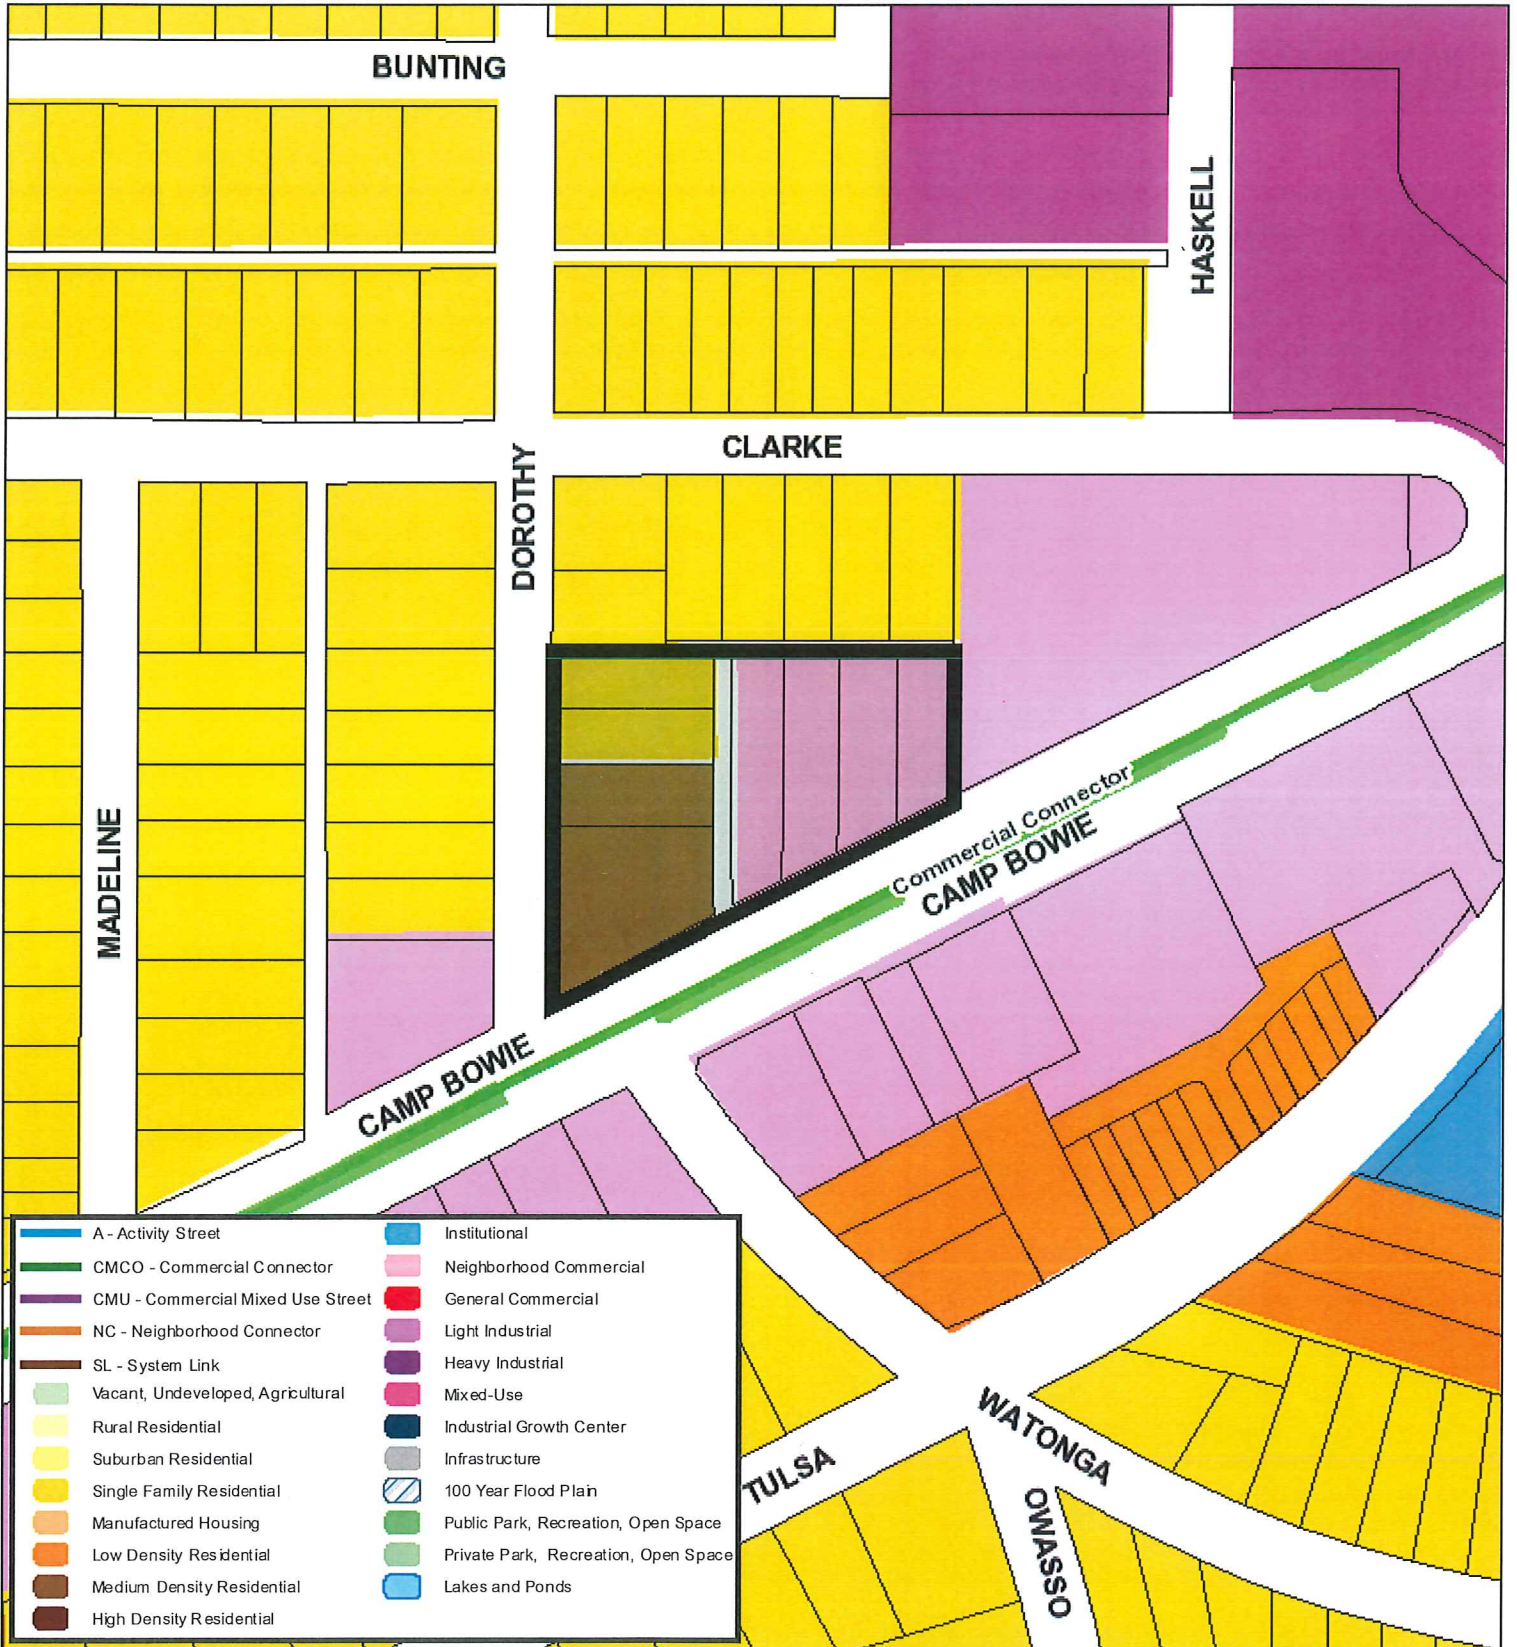 BUNTING
HASKELL
CLARKE
DOROTHY
MADELINE
Commercial Connector
CAMP BOWIE
CAMP BOWIE
A - Activity Street
CMCO - Commercial Connector
CMU - Commercial Mixed Use Street
NC - Neighborhood Connector
SL - System Link
Vacant, Undeveloped, Agricultural
Rural Residential
Suburban Residential
Single Family Residential
Manufactured Housing
Low Density Residential
Medium Density Residential
High Density Residential
Institutional
Neighborhood Commercial
General Commercial
Light Industrial
Heavy Industrial
Mixed-Use
Industrial Growth Center
Infrastructure
100 Year Flood Plain
Public Park, Recreation, Open Space
Private Park, Recreation, Open Space
Lakes and Ponds
WATONGA
TULSA
OWASSO